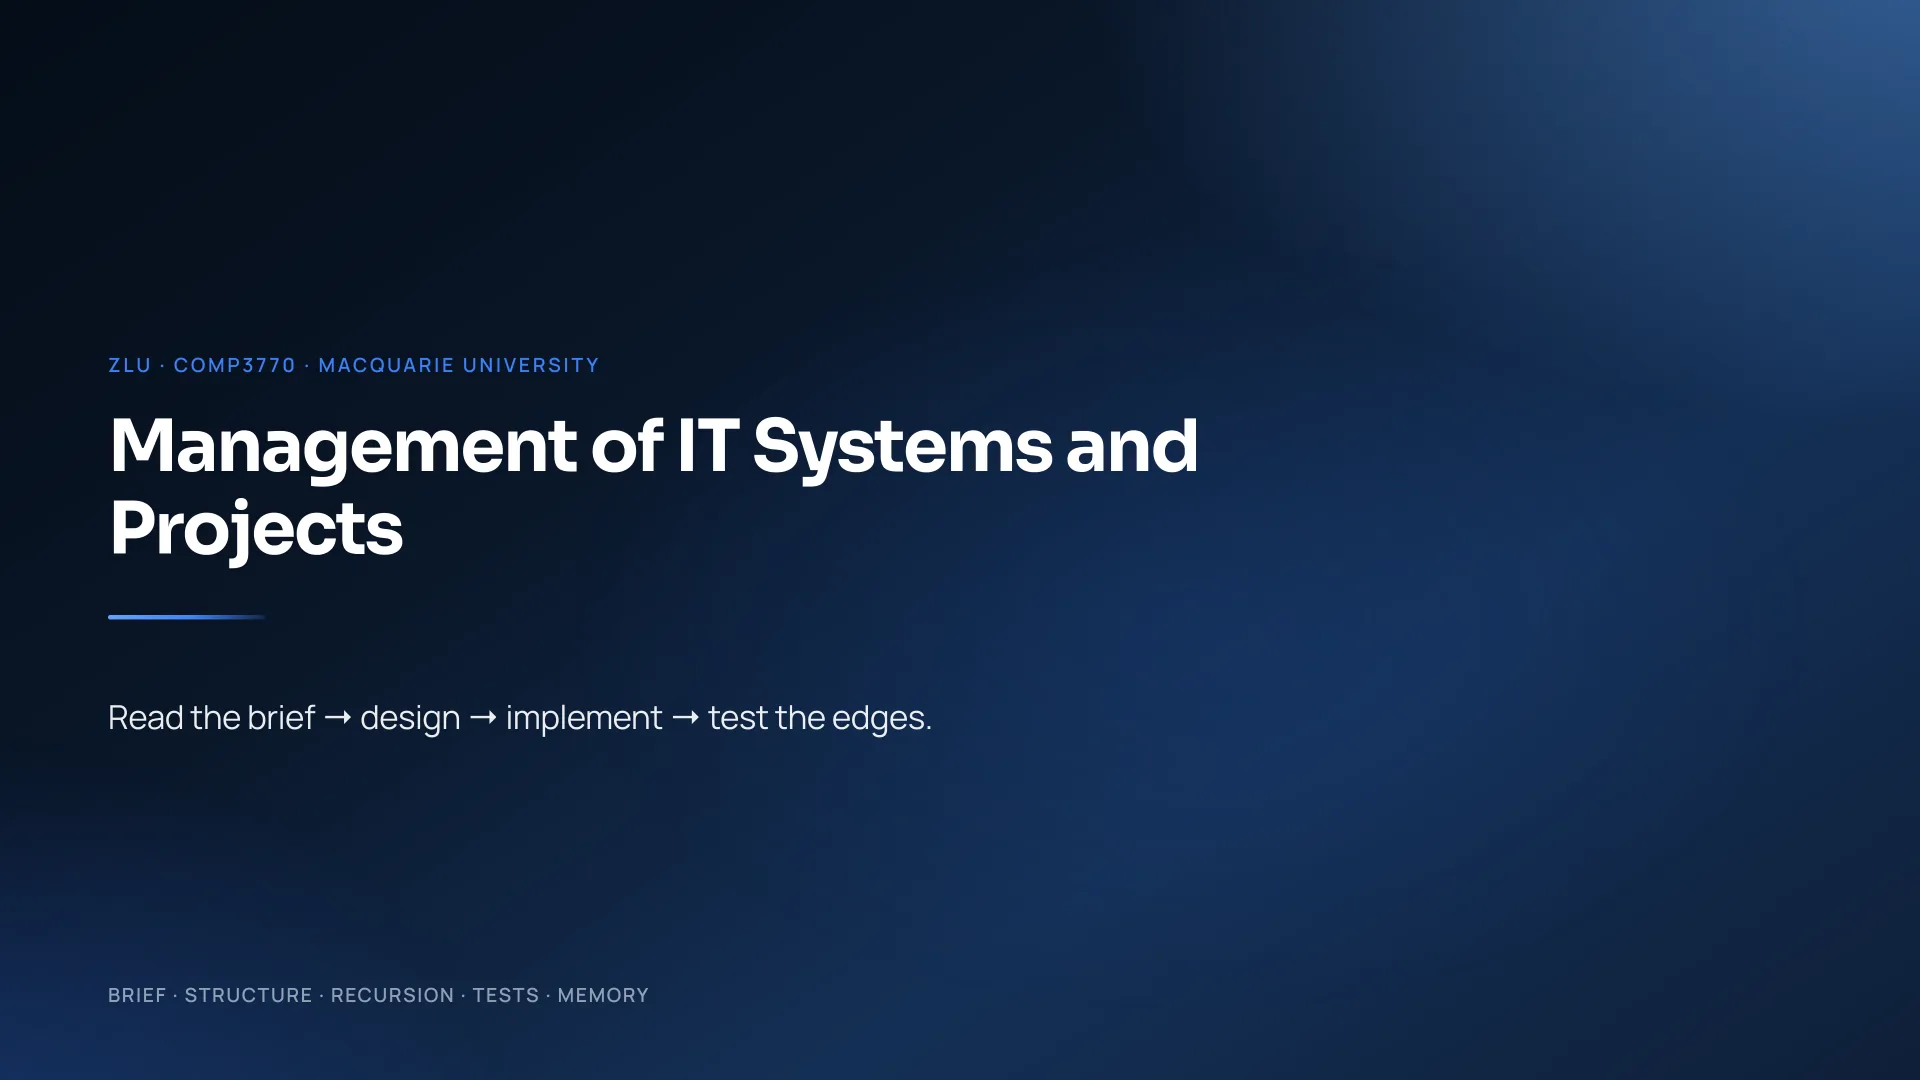 ZLU · COMP3770 · MACQUARIE UNIVERSITY
Management of IT Systems and
Projects
Read the brief → design → implement → test the edges.
BRIEF · STRUCTURE · RECURSION · TESTS · MEMORY